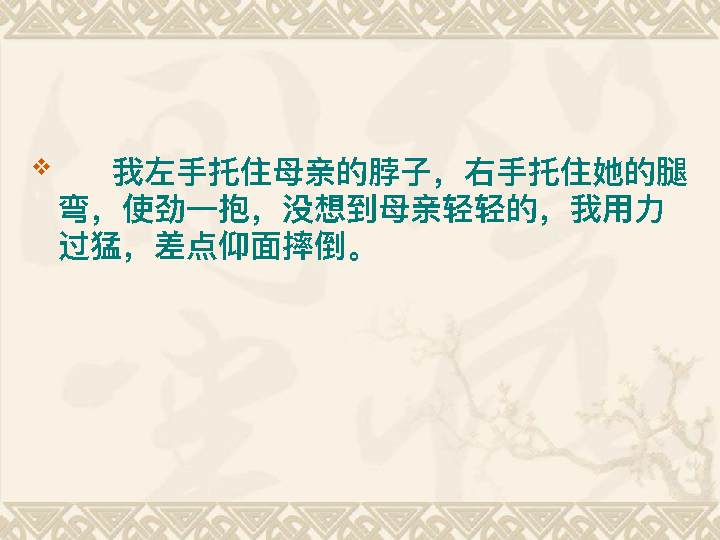 我左手托住母亲的脖子，右手托住她的腿
弯，使劲一抱，没想到母亲轻轻的，我用力
过猛，差点仰面摔倒。